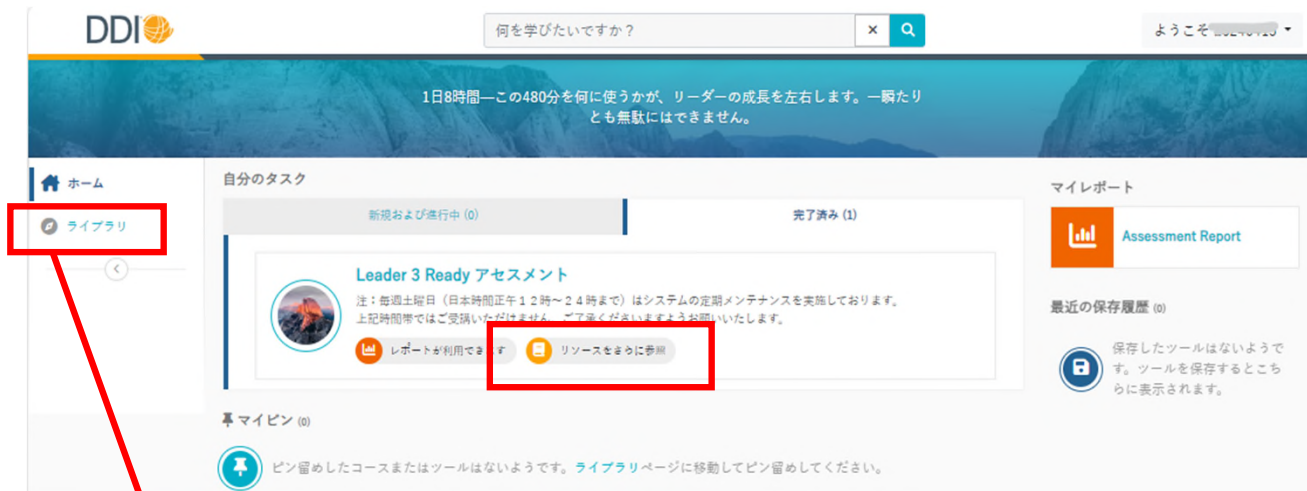 DDI
何を学びたいですか？
ようこそ
1日8時間―この480分を何に使うかが、リーダーの成長を左右します。一瞬たり
とも無駄にはできません。
ホーム
ライブラリ
自分のタスク
新規および進行中 (0)
完了済み (1)
Leader 3 Ready アセスメント
注：毎週土曜日（日本時間正午１２時～２４時まで）はシステムの定期メンテナンスを実施しております。
上記時間帯ではご受講いただけません。ご了承くださいますようお願いいたします。
レポートが利用できます
リソースをさらに参照
マイピン (0)
ピン留めしたコースまたはツールはないようです。ライブラリページに移動してピン留めしてください。
マイレポート
Assessment Report
最近の保存履歴 (0)
保存したツールはないようで
す。ツールを保存するとこち
らに表示されます。